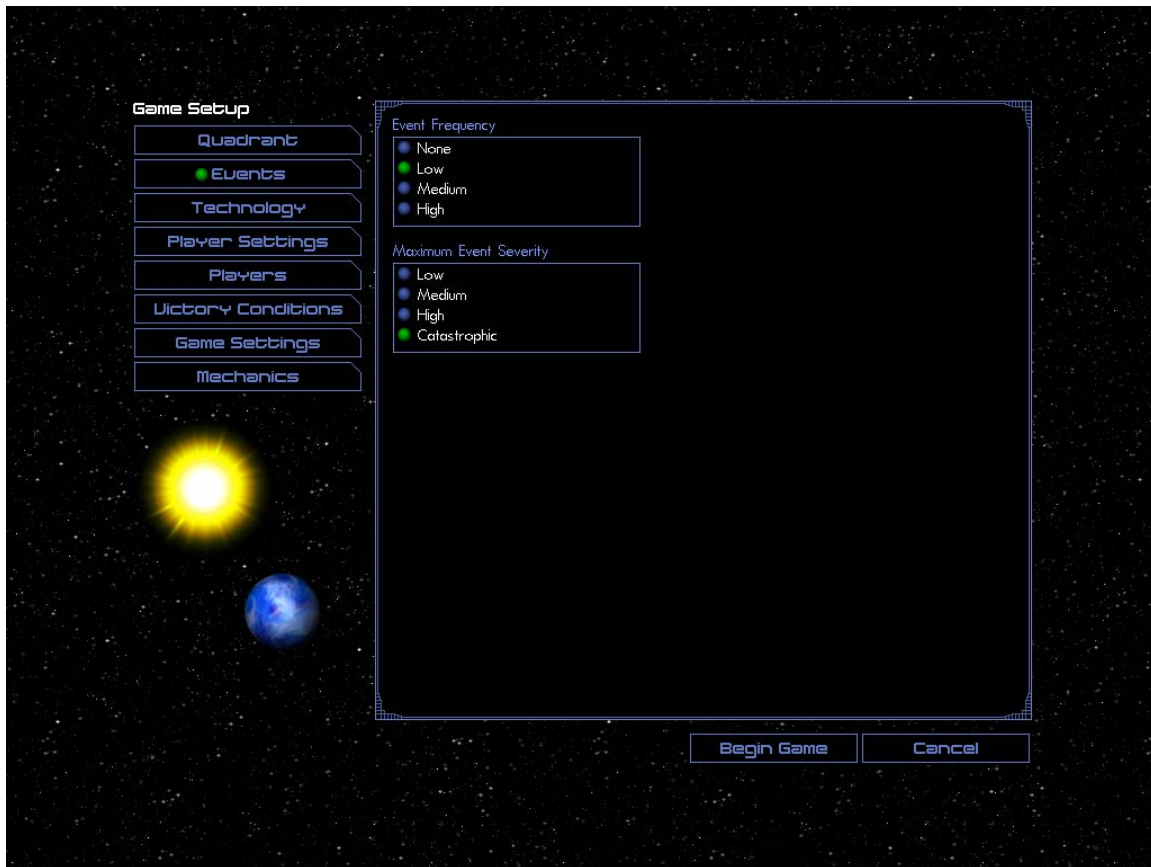 Game Setup
Quadrant
Events
Technology
Player Settings
Players
Victory Conditions
Game Settings
Mechanics
Event Frequency
None
Low
Medium
High
Maximum Event Severity
Low
Medium
High
Catastrophic
Begin Game
Cancel